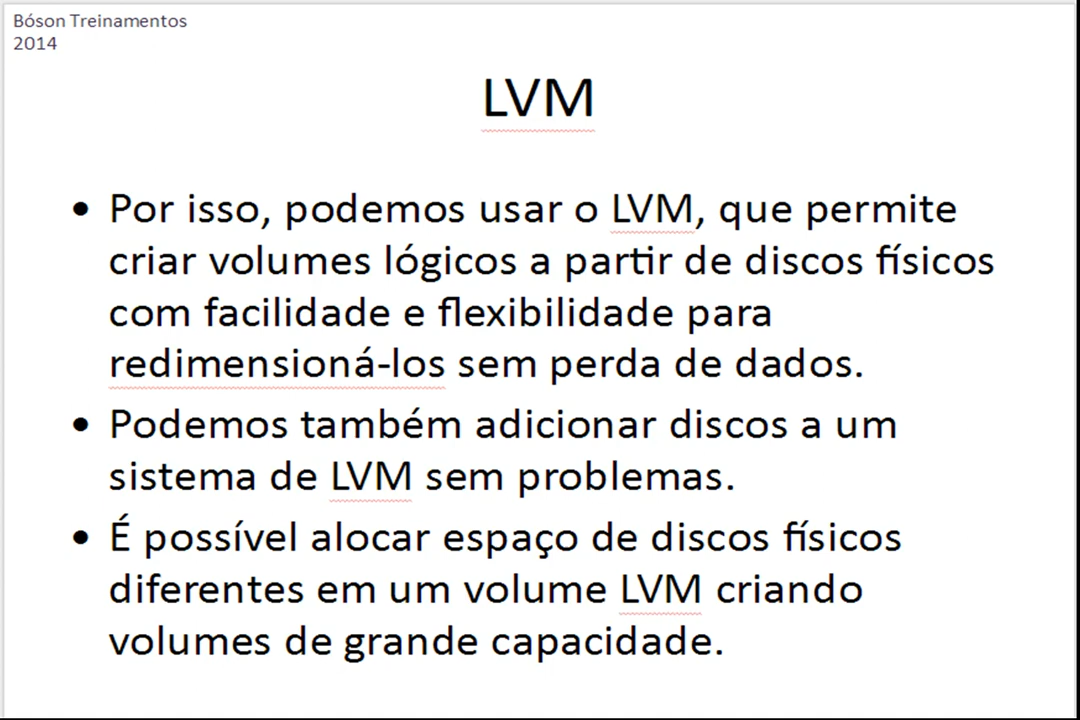 Bóson Treinamentos
2014
LVM
• Por isso, podemos usar o LVM, que permite
criar volumes lógicos a partir de discos físicos
com facilidade e flexibilidade para
redimensioná-los sem perda de dados.
• Podemos também adicionar discos a um
sistema de LVM sem problemas.
• É possível alocar espaço de discos físicos
diferentes em um volume LVM criando
volumes de grande capacidade.